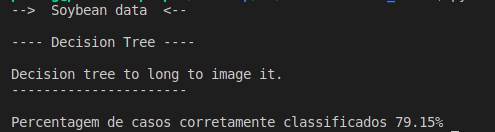 --> Soybean data <--
---- Decision Tree ----
Decision tree to long to image it.
----------------------
Percentagem de casos corretamente classificados 79.15%